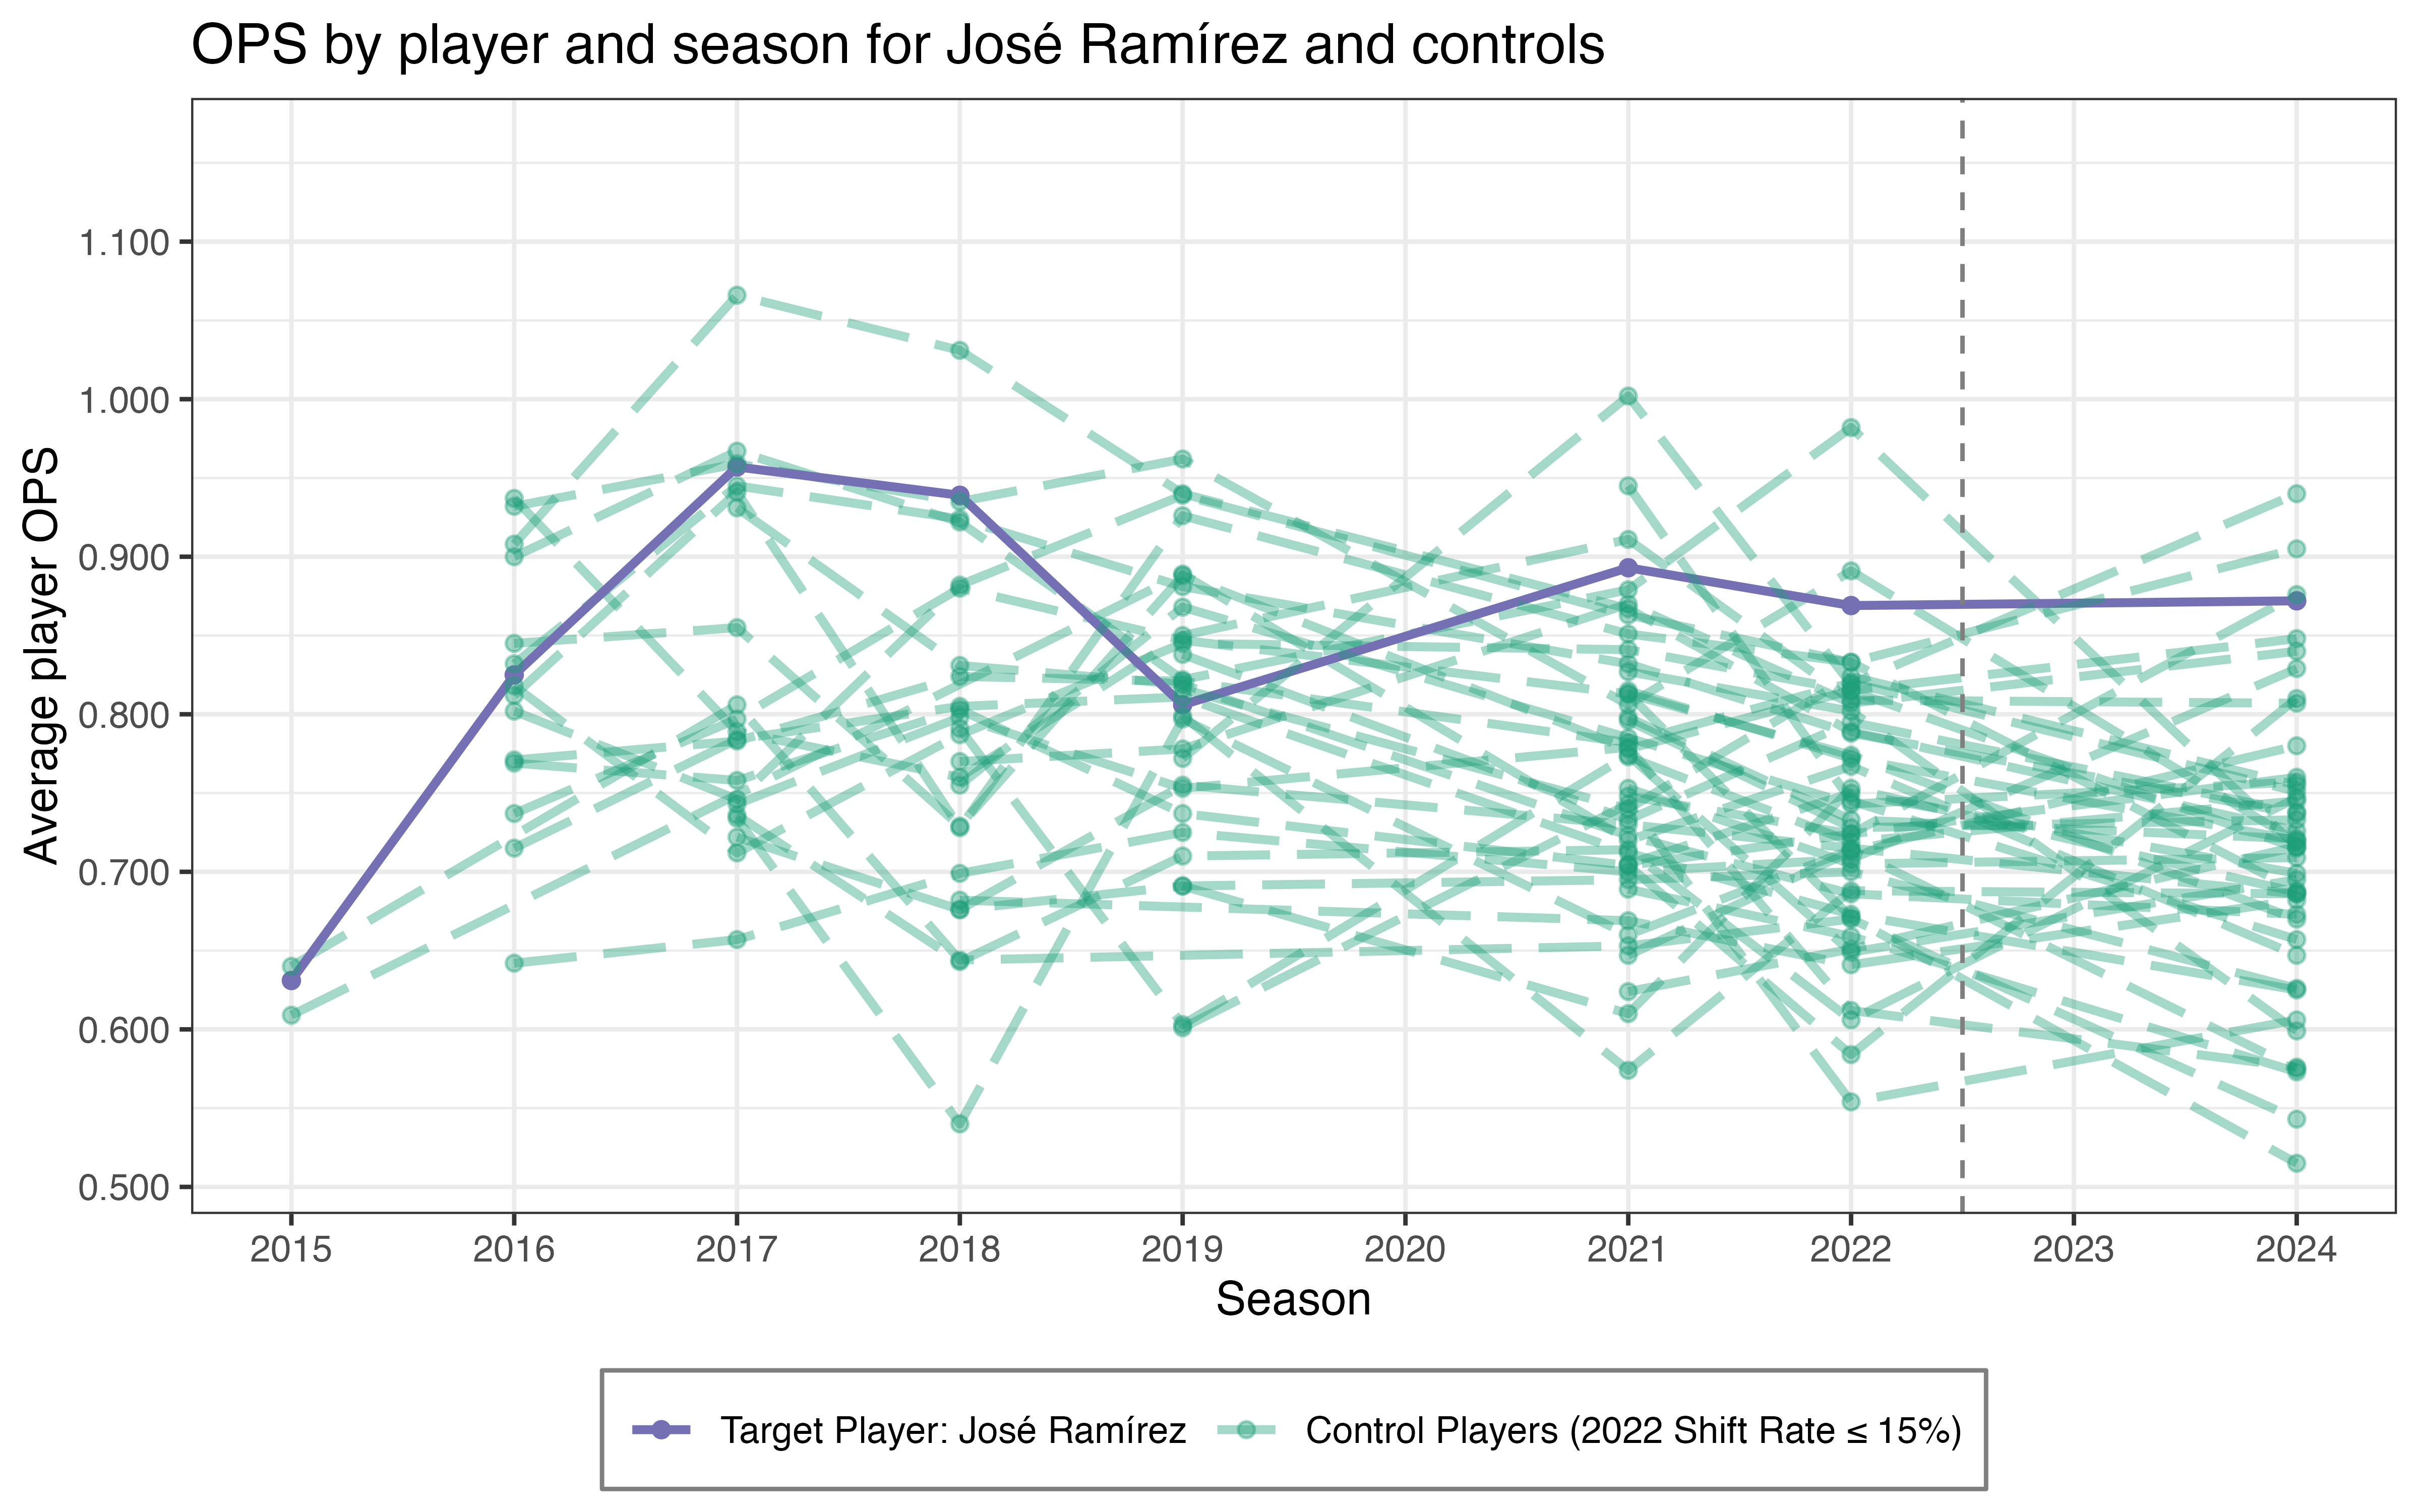 OPS by player and season for José Ramírez and controls
Average player OPS
1.100
1.000
0.900
0.800
0.700
0.600
0.500
2015 2016 2017 2018 2019 2020 2021 2022 2023 2024
Season
Target Player: José Ramírez Control Players (2022 Shift Rate ≤ 15%)